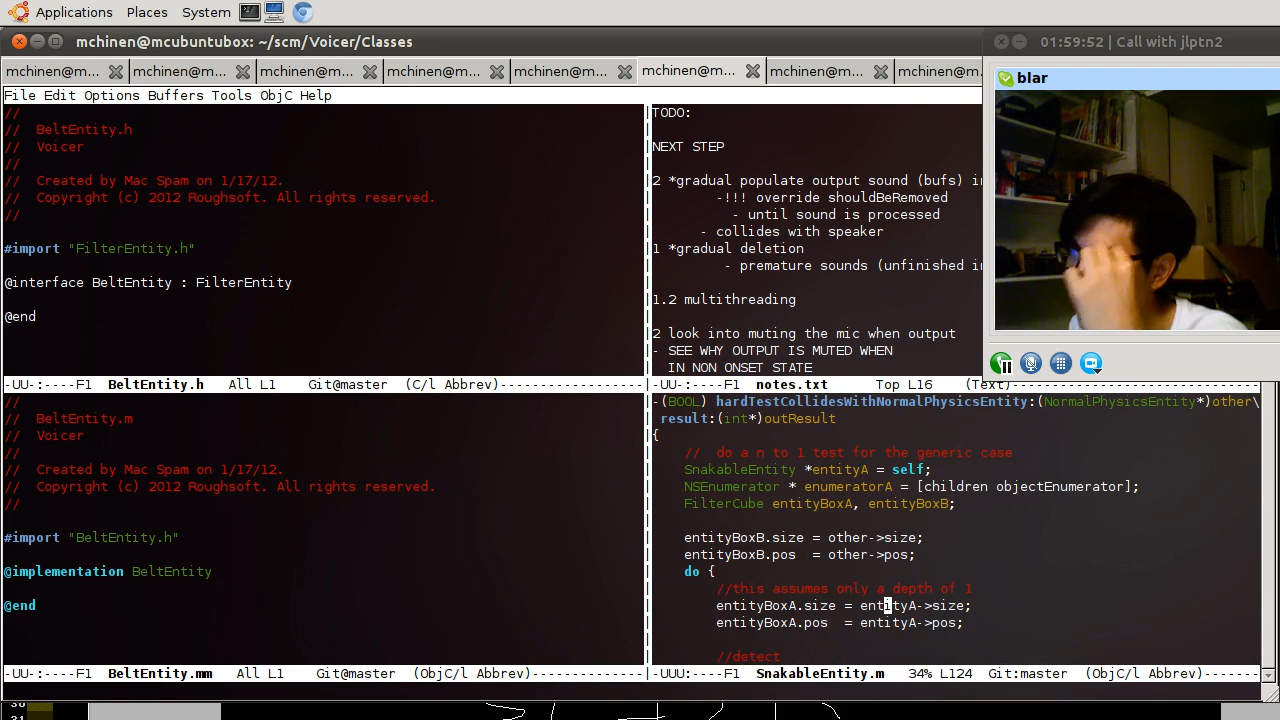 Applications Places System
mchinen@mcubuntubox: ~/scm/Voicer/Classes
01:59:52 | Call with jlptn2
mchinen@m... mchinen@m... mchinen@m... mchinen@m... mchinen@m... mchinen@m... mchinen@m... mchinen@m.
blar
File Edit Options Buffers Tools ObjC Help
//
//  BeltEntity.h
//  Voicer
//
//  Created by Mac Spam on 1/17/12.
//  Copyright (c) 2012 Roughsoft. All rights reserved.
//
#import "FilterEntity.h"
@interface BeltEntity : FilterEntity
@end
-UU-:----F1  BeltEntity.h   All L1    Git@master  (C/l Abbrev)------------------
TODO:
NEXT STEP
2 *gradual populate output sound (bufs) i
-!!! override shouldBeRemoved
- until sound is processed
- collides with speaker
1 *gradual deletion
- premature sounds (unfinished i
1.2 multithreading
2 look into muting the mic when output
- SEE WHY OUTPUT IS MUTED WHEN
IN NON ONSET STATE
-UU-:----F1  notes.txt      Top L16    (Text)----------------------------------
//
//  BeltEntity.m
//  Voicer
//
//  Created by Mac Spam on 1/17/12.
//  Copyright (c) 2012 Roughsoft. All rights reserved.
//
#import "BeltEntity.h"
@implementation BeltEntity
@end
-UU-:----F1  BeltEntity.mm   All L1    Git@master  (ObjC/l Abbrev)---------------
-(BOOL) hardTestCollidesWithNormalPhysicsEntity:(NormalPhysicsEntity*)other\
result:(int*)outResult
{
//  do a n to 1 test for the generic case
SnakableEntity *entityA = self;
NSEnumerator * enumeratorA = [children objectEnumerator];
FilterCube entityBoxA, entityBoxB;
entityBoxB.size = other->size;
entityBoxB.pos  = other->pos;
do {
//this assumes only a depth of 1
entityBoxA.size = entityA->size;
entityBoxA.pos  = entityA->pos;
//detect
-UUU:----F1  SnakableEntity.m   34% L124  Git:master  (ObjC/l Abbrev)-------